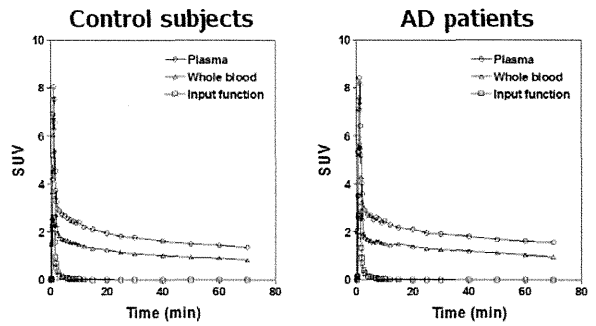 Control subjects
AD patients
10
8
6
4
2
0
SUV
0 20 40 60 80
Time (min)
Plasma
Whole blood
Input function
10
8
6
4
2
0
SUV
0 20 40 60 80
Time (min)
Plasma
Whole blood
Input function